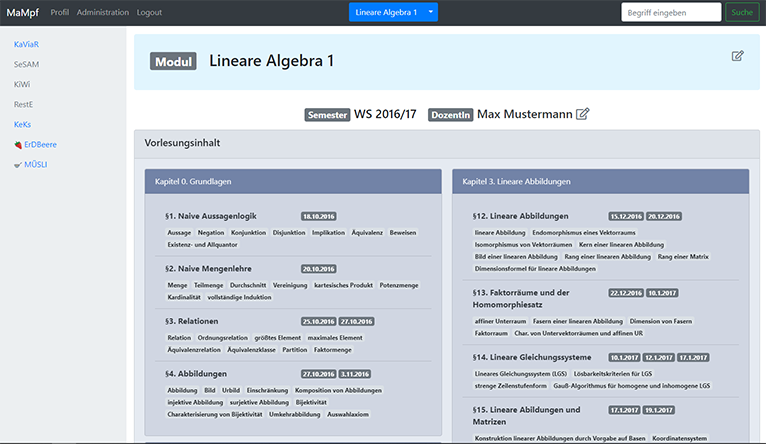 MaMpf Profil Administration Logout Lineare Algebra 1 Begriff eingeben Suche
KaViaR
SeSAM
KiWi
RestE
KeKs
ErDBeere
MÜSLI
Modul Lineare Algebra 1
Semester WS 2016/17 DozentIn Max Mustermann
Vorlesungsinhalt
Kapitel 0. Grundlagen
§1. Naive Aussagenlogik 18.10.2016
Aussage Negation Konjunktion Disjunktion Implikation Äquivalenz Beweisen
Existenz- und Allquantor
§2. Naive Mengenlehre 20.10.2016
Menge Teilmenge Durchschnitt Vereinigung kartesisches Produkt Potenzmenge
Kardinalität vollständige Induktion
§3. Relationen 25.10.2016 27.10.2016
Relation Ordnungsrelation größtes Element maximales Element
Äquivalenzrelation Äquivalenzklasse Partition Faktormenge
§4. Abbildungen 27.10.2016 3.11.2016
Abbildung Bild Urbild Einschränkung Komposition von Abbildungen
injektive Abbildung surjektive Abbildung Bijektivität
Charakterisierung von Bijektivität Umkehrabbildung Auswahlaxiom
Kapitel 3. Lineare Abbildungen
§12. Lineare Abbildungen 15.12.2016 20.12.2016
lineare Abbildung Endomorphismus eines Vektorraums
Isomorphismus von Vektorräumen Kern einer linearen Abbildung
Bild einer linearen Abbildung Rang einer linearen Abbildung Rang einer Matrix
Dimensionsformel für lineare Abbildungen
§13. Faktorräume und der 22.12.2016 10.1.2017
Homomorphiesatz
affiner Unterraum Fasern einer linearen Abbildung Dimension von Fasern
Faktorraum Char. von Untervektorräumen und affinen UR
§14. Lineare Gleichungssysteme 10.1.2017 12.1.2017 17.1.2017
Lineares Gleichungssystem (LGS) Lösbarkeitskriterien für LGS
strenge Zeilenstufenform Gauß-Algorithmus für homogene und inhomogene LGS
§15. Lineare Abildungen und 17.1.2017 19.1.2017
Matrizen
Konstruktion linearer Abbildungen durch Vorgabe auf Basen Koordinatensystem